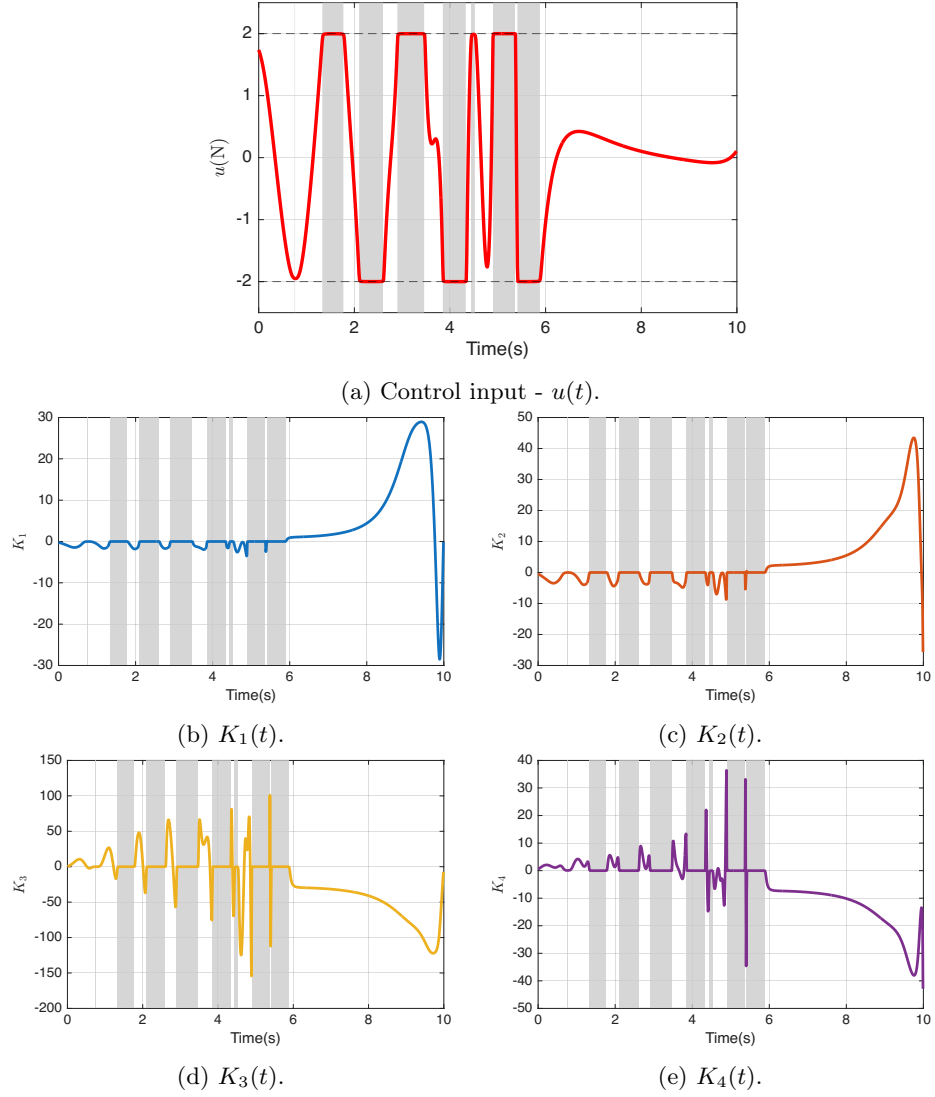 2
1
0
-1
-2
u(N)
0 2 4 6 8 10
Time(s)
(a) Control input - u(t).
30
20
10
0
-10
-20
-30
K₁
0 2 4 6 8 10
Time(s)
(b) K₁(t).
50
40
30
20
10
0
-10
-20
-30
K₂
0 2 4 6 8 10
Time(s)
(c) K₂(t).
150
100
50
0
-50
-100
-150
-200
K₃
0 2 4 6 8 10
Time(s)
(d) K₃(t).
40
30
20
10
0
-10
-20
-30
-40
-50
K₄
0 2 4 6 8 10
Time(s)
(e) K₄(t).